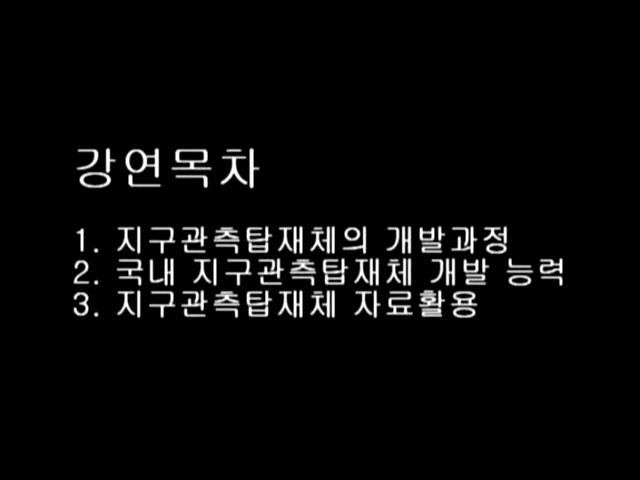 강연목차
1. 지구관측탑재체의 개발과정
2. 국내 지구관측탑재체 개발 능력
3. 지구관측탑재체 자료활용